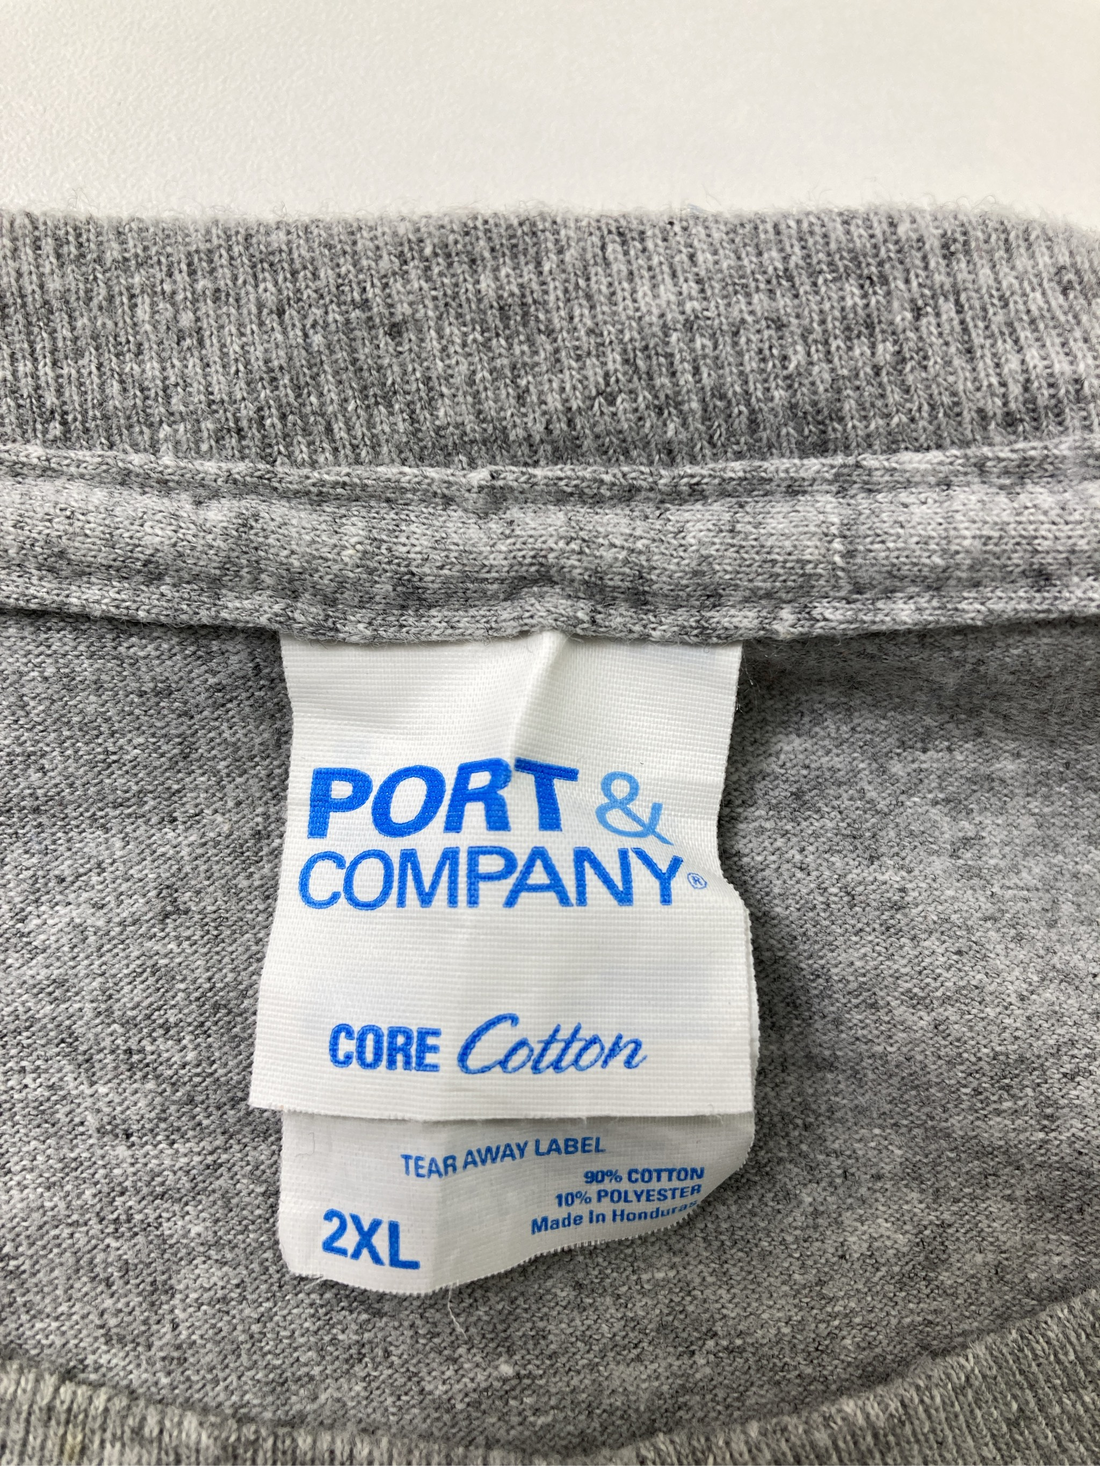 PORT &
COMPANY®
CORE Cotton
TEAR AWAY LABEL
90% COTTON
10% POLYESTER
Made In Honduras
2XL